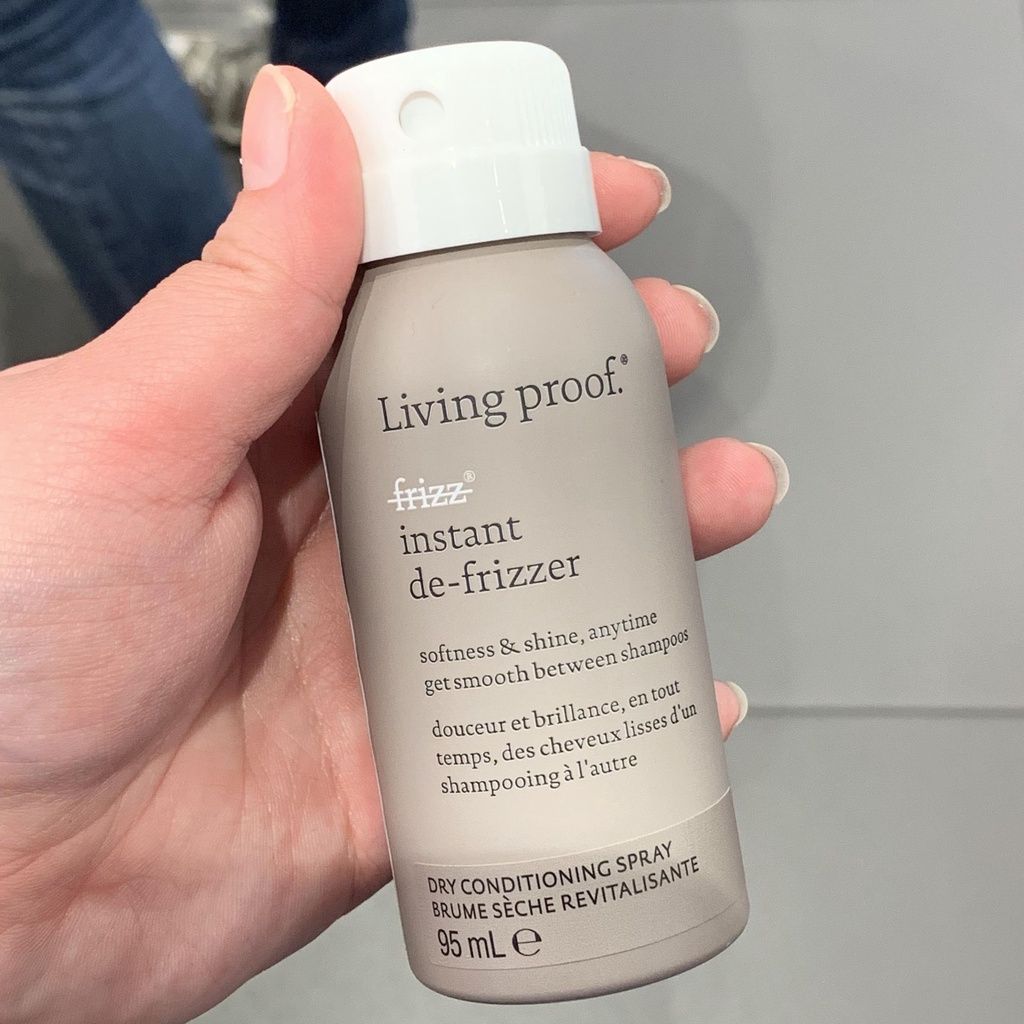 Living proof.®
frizz®
instant
de-frizzer
softness & shine, anytime
get smooth between shampoos
douceur et brillance, en tout
temps, des cheveux lisses d'un
shampooing à l'autre
DRY CONDITIONING SPRAY
BRUME SÈCHE REVITALISANTE
95 mL ℮